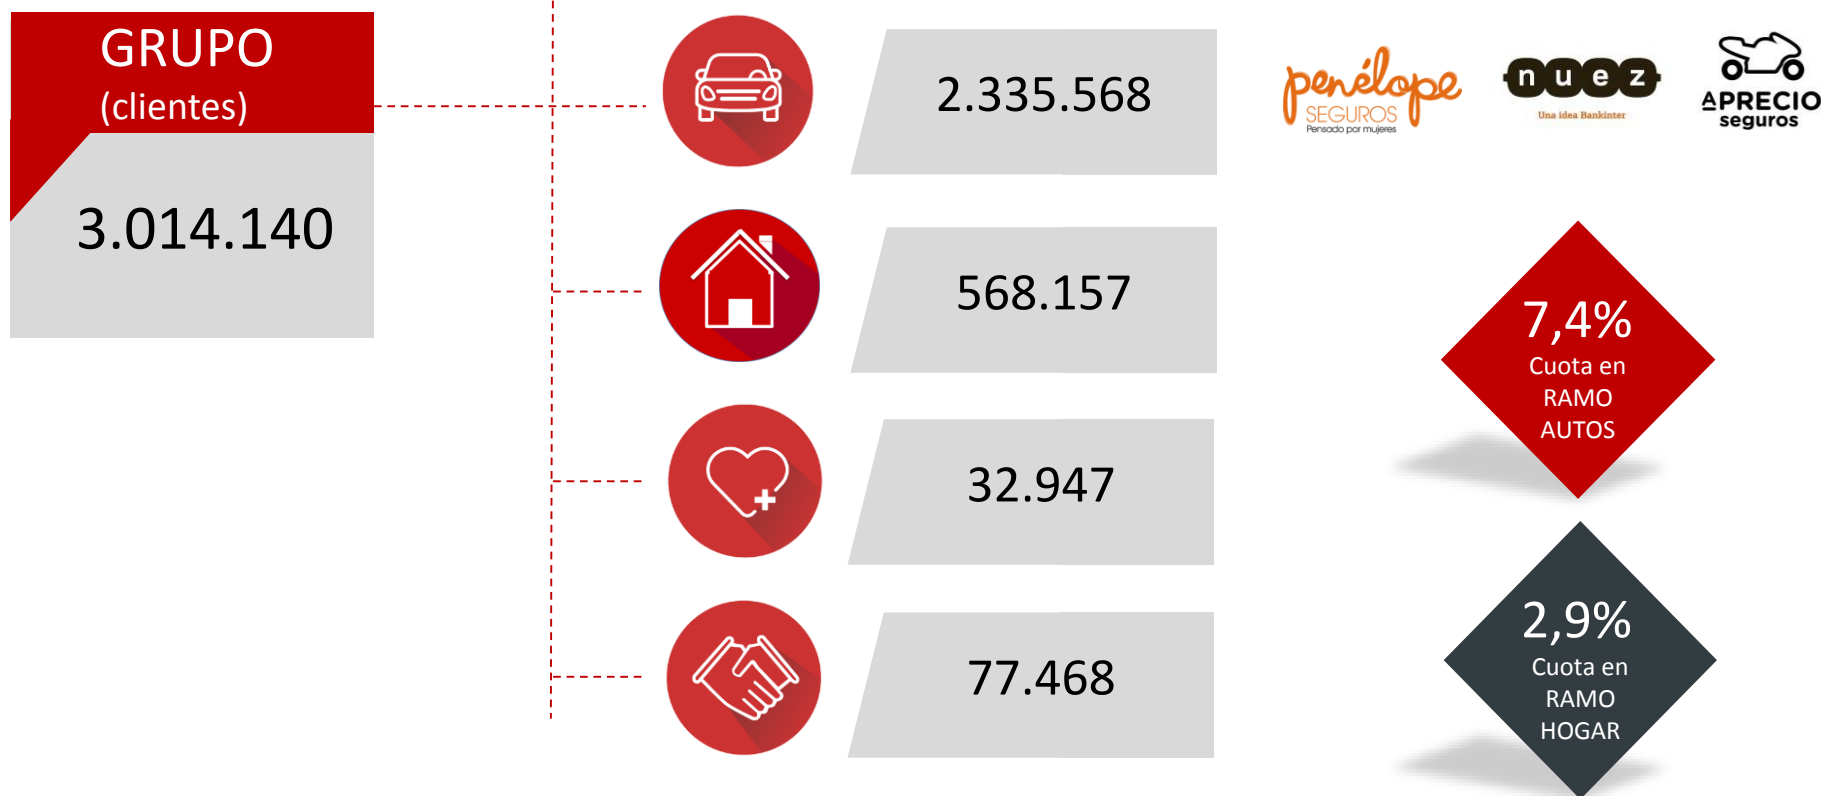 GRUPO
(clientes)
3.014.140
2.335.568
568.157
32.947
77.468
penélope
SEGUROS
Pensado por mujeres
nuez
Una idea Bankinter
APRECIO
seguros
7,4%
Cuota en
RAMO
AUTOS
2,9%
Cuota en
RAMO
HOGAR